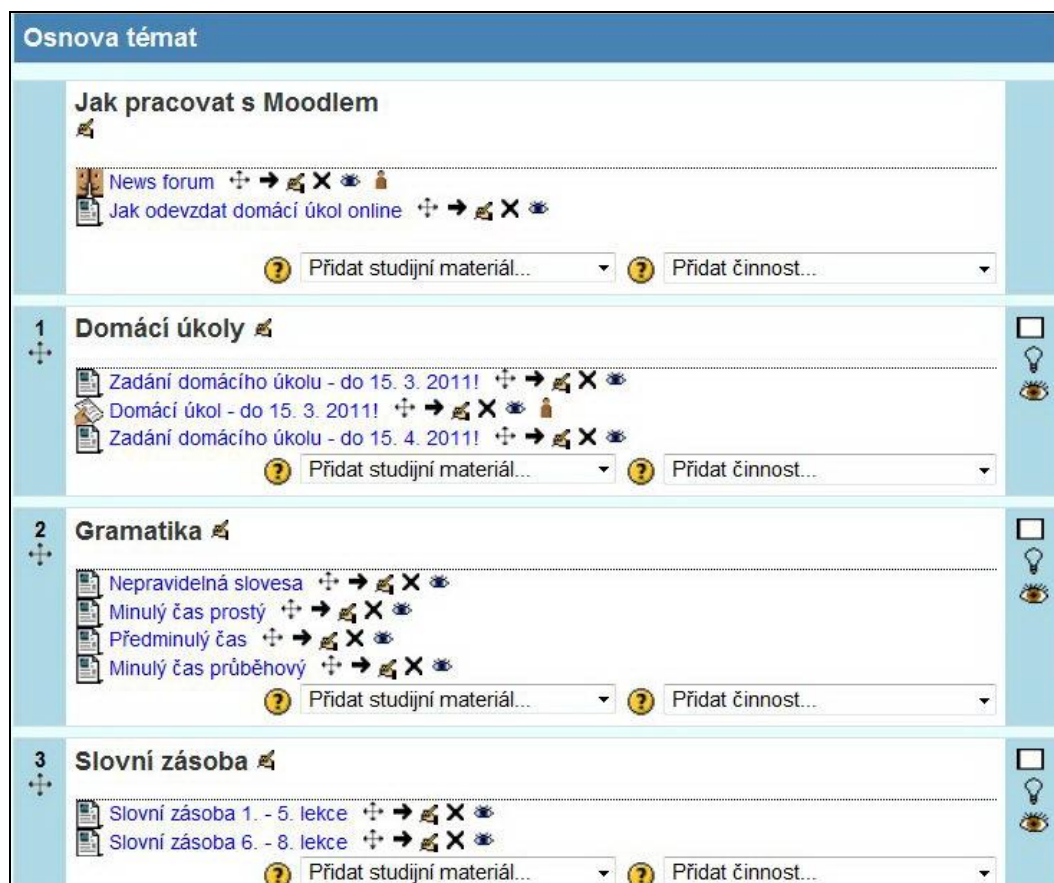 Osnova témat
Jak pracovat s Moodlem
News forum
Jak odevzdat domácí úkol online
? Přidat studijní materiál... ? Přidat činnost...
1 Domácí úkoly
Zadání domácího úkolu - do 15. 3. 2011!
Domácí úkol - do 15. 3. 2011!
Zadání domácího úkolu - do 15. 4. 2011!
? Přidat studijní materiál... ? Přidat činnost...
2 Gramatika
Nepravidelná slovesa
Minulý čas prostý
Předminulý čas
Minulý čas průběhový
? Přidat studijní materiál... ? Přidat činnost...
3 Slovní zásoba
Slovní zásoba 1. - 5. lekce
Slovní zásoba 6. - 8. lekce
? Přidat studijní materiál... ? Přidat činnost...